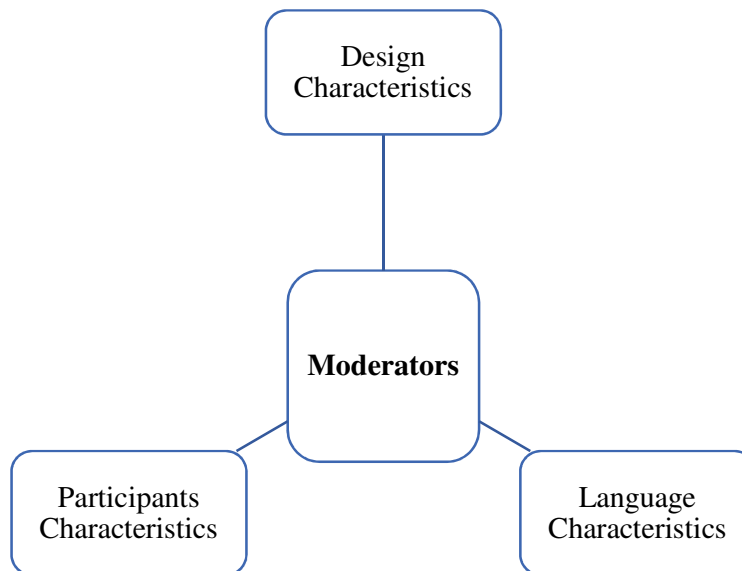 Design
Characteristics
Moderators
Participants
Characteristics
Language
Characteristics